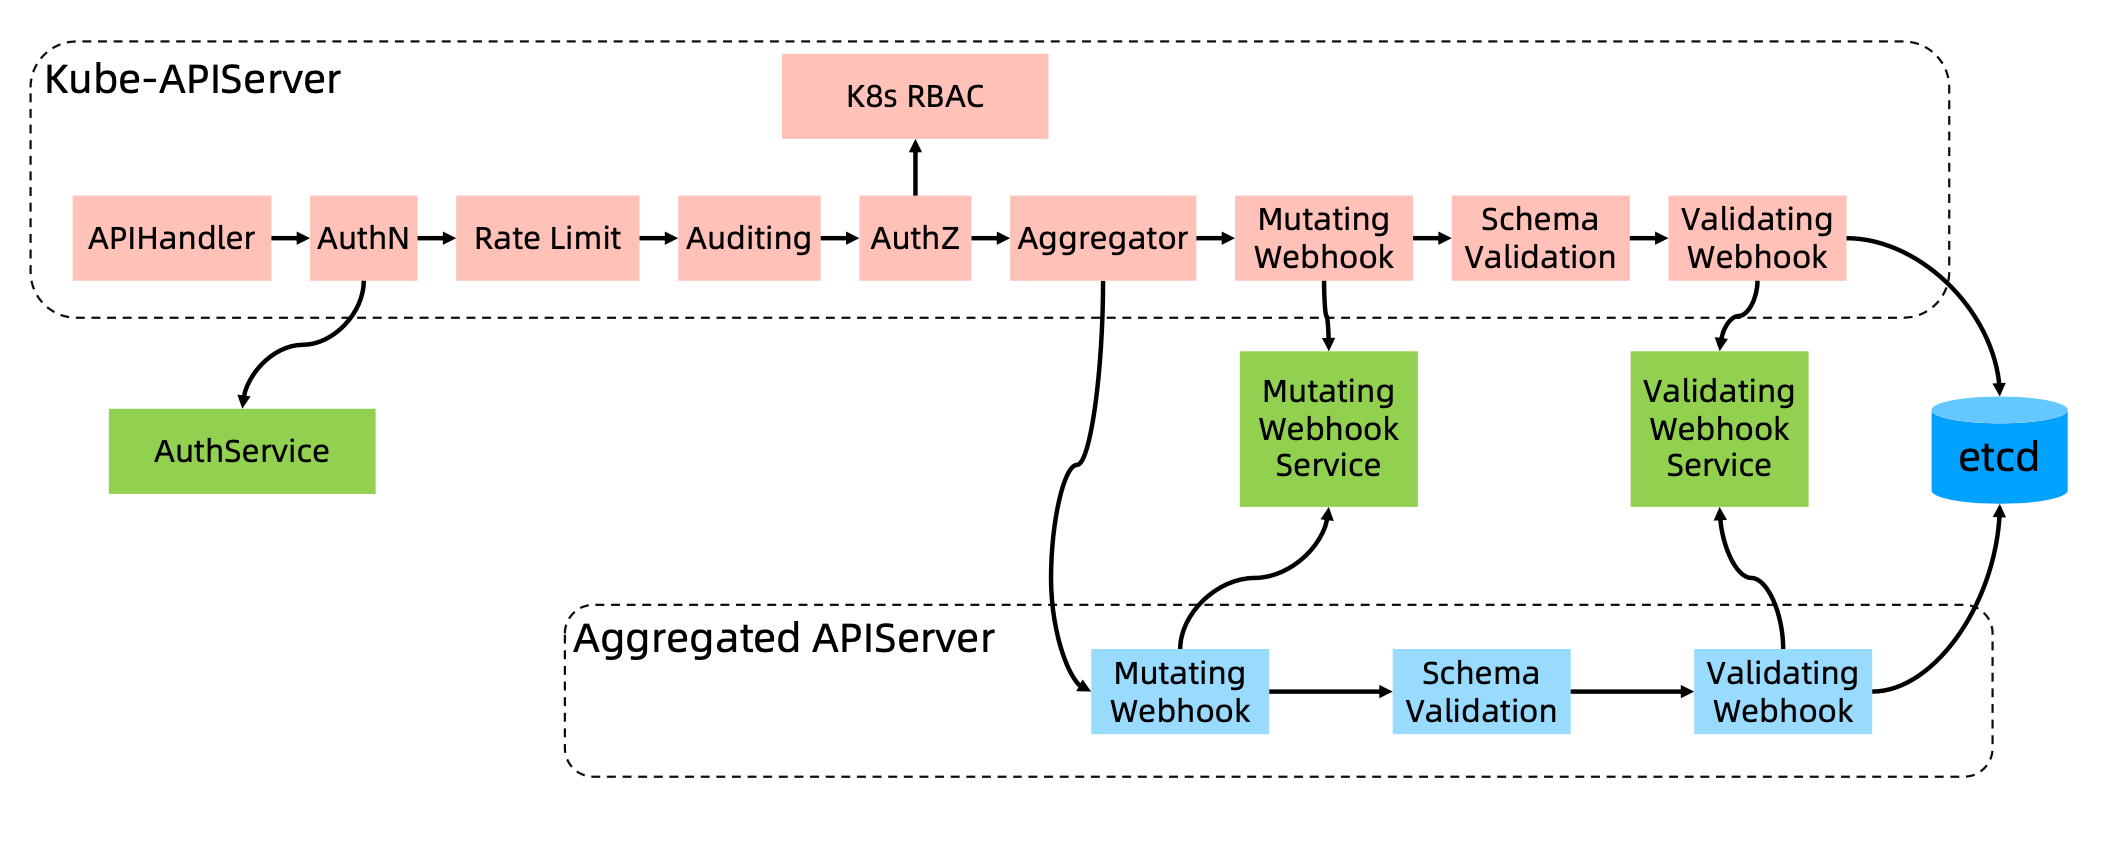 Kube-APIServer
K8s RBAC
APIHandler
AuthN
Rate Limit
Auditing
AuthZ
Aggregator
Mutating
Webhook
Schema
Validation
Validating
Webhook
AuthService
Mutating
Webhook
Service
Validating
Webhook
Service
etcd
Aggregated APIServer
Mutating
Webhook
Schema
Validation
Validating
Webhook